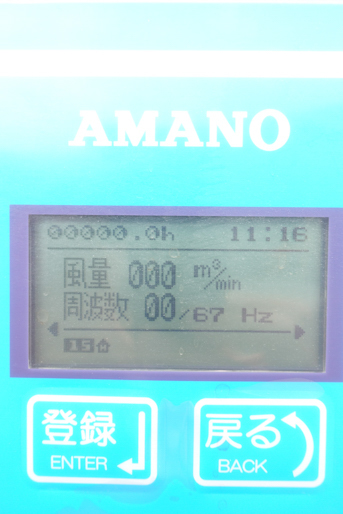 AMANO
00000.0h 11:16
風量 000 m³/min
周波数 00/67 Hz
15
登録 戻る
ENTER BACK